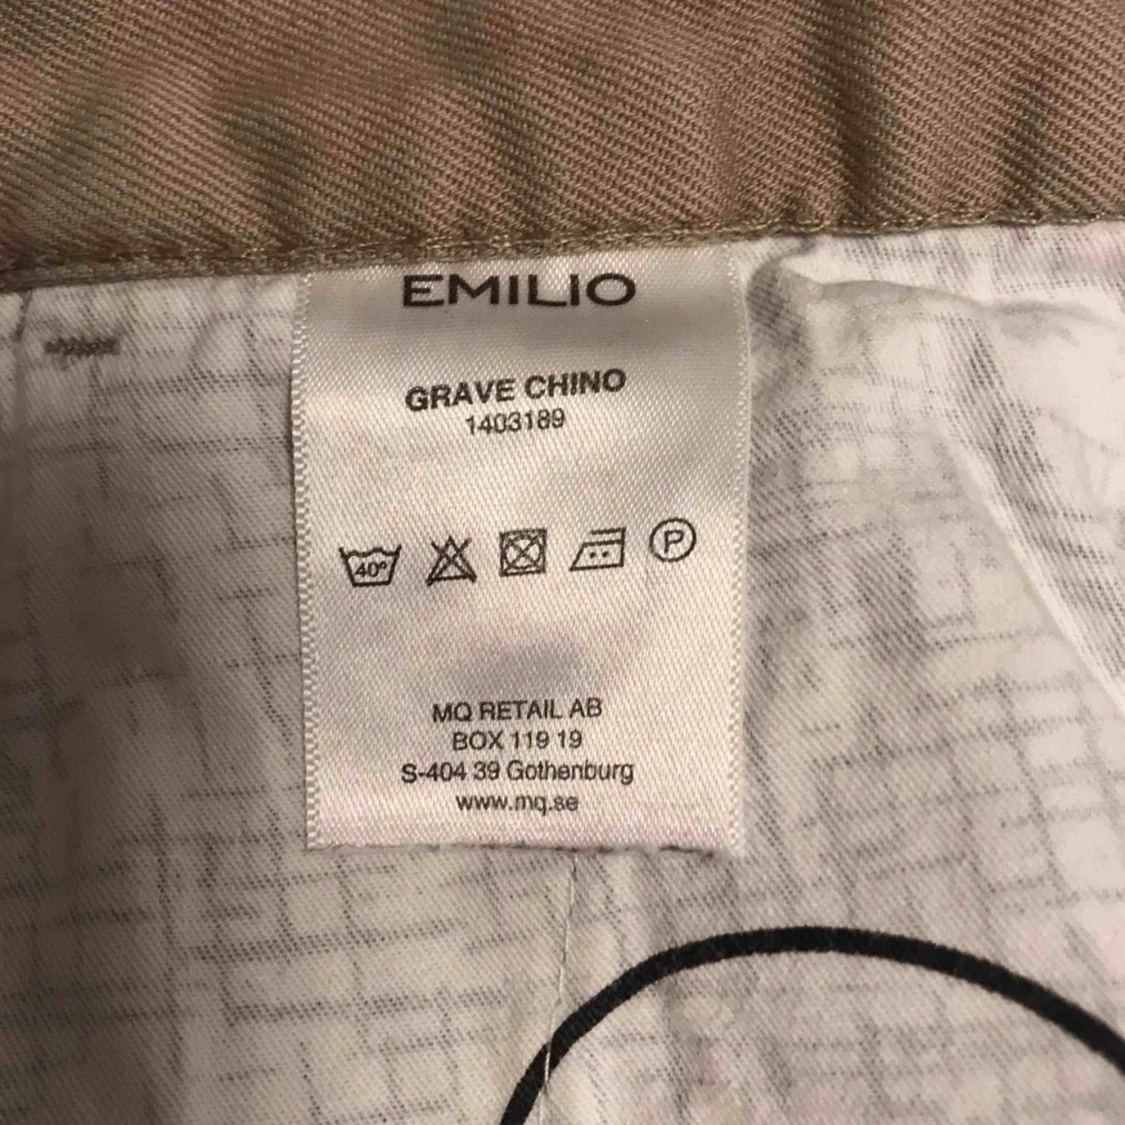 EMILIO
GRAVE CHINO
1403189
40°
P
MQ RETAIL AB
BOX 119 19
S-404 39 Gothenburg
www.mq.se